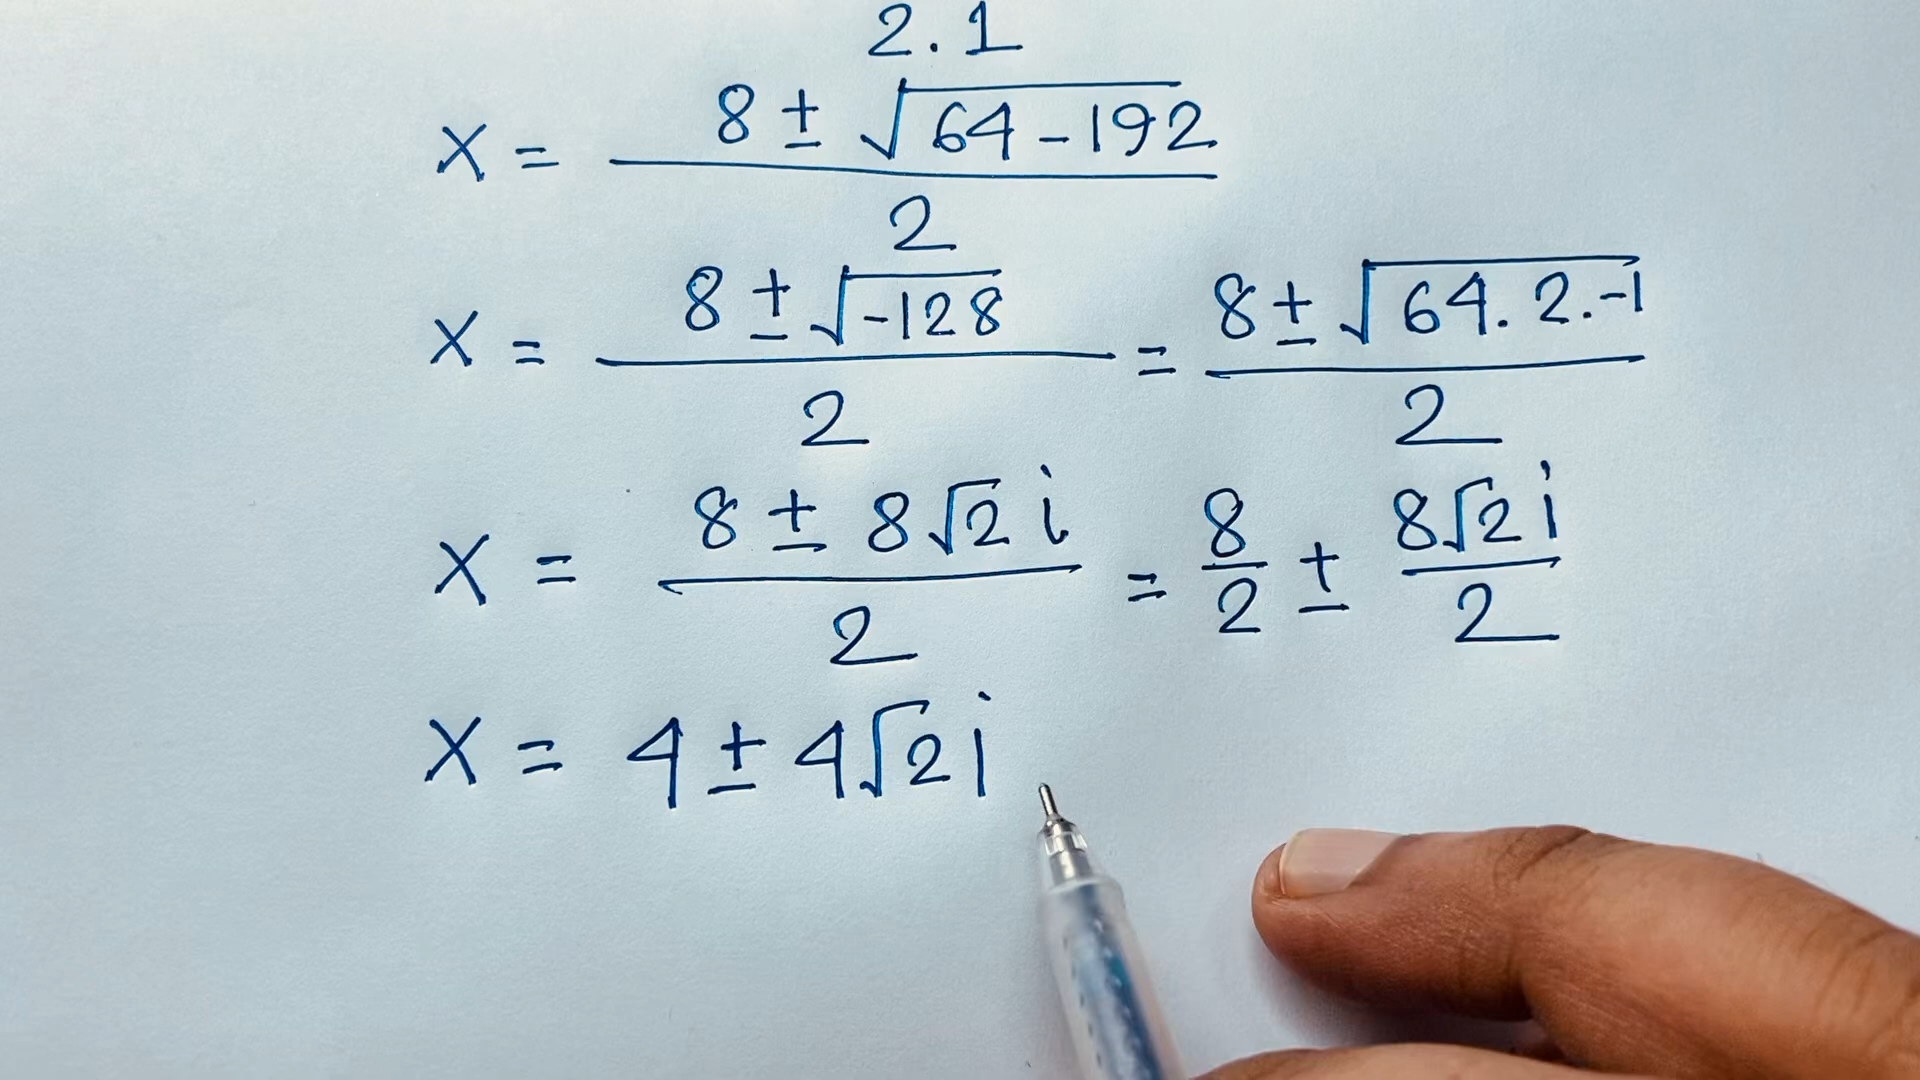 2.1
X = 8 ± √64-192 / 2
X = 8 ± √-128 / 2 = 8 ± √64.2.-1 / 2
X = 8 ± 8√2 i / 2 = 8/2 ± 8√2 i / 2
X = 4 ± 4√2 i